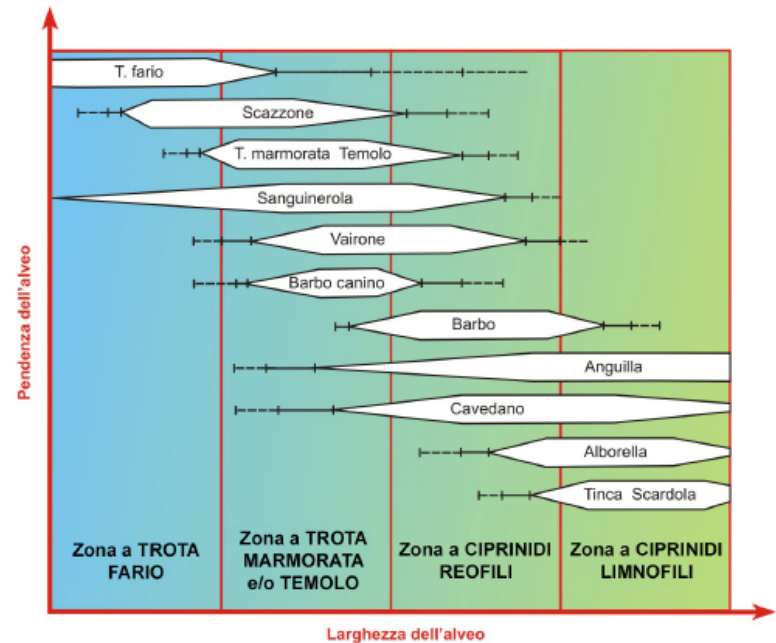 T. fario
Scazzone
T. marmorata Temolo
Sanguinerola
Vairone
Barbo canino
Barbo
Anguilla
Cavedano
Alborella
Tinca Scardola
Pendenza dell'alveo
Zona a TROTA
FARIO
Zona a TROTA
MARMORATA
e/o TEMOLO
Zona a CIPRINIDI
REOFILI
Zona a CIPRINIDI
LIMNOFILI
Larghezza dell'alveo